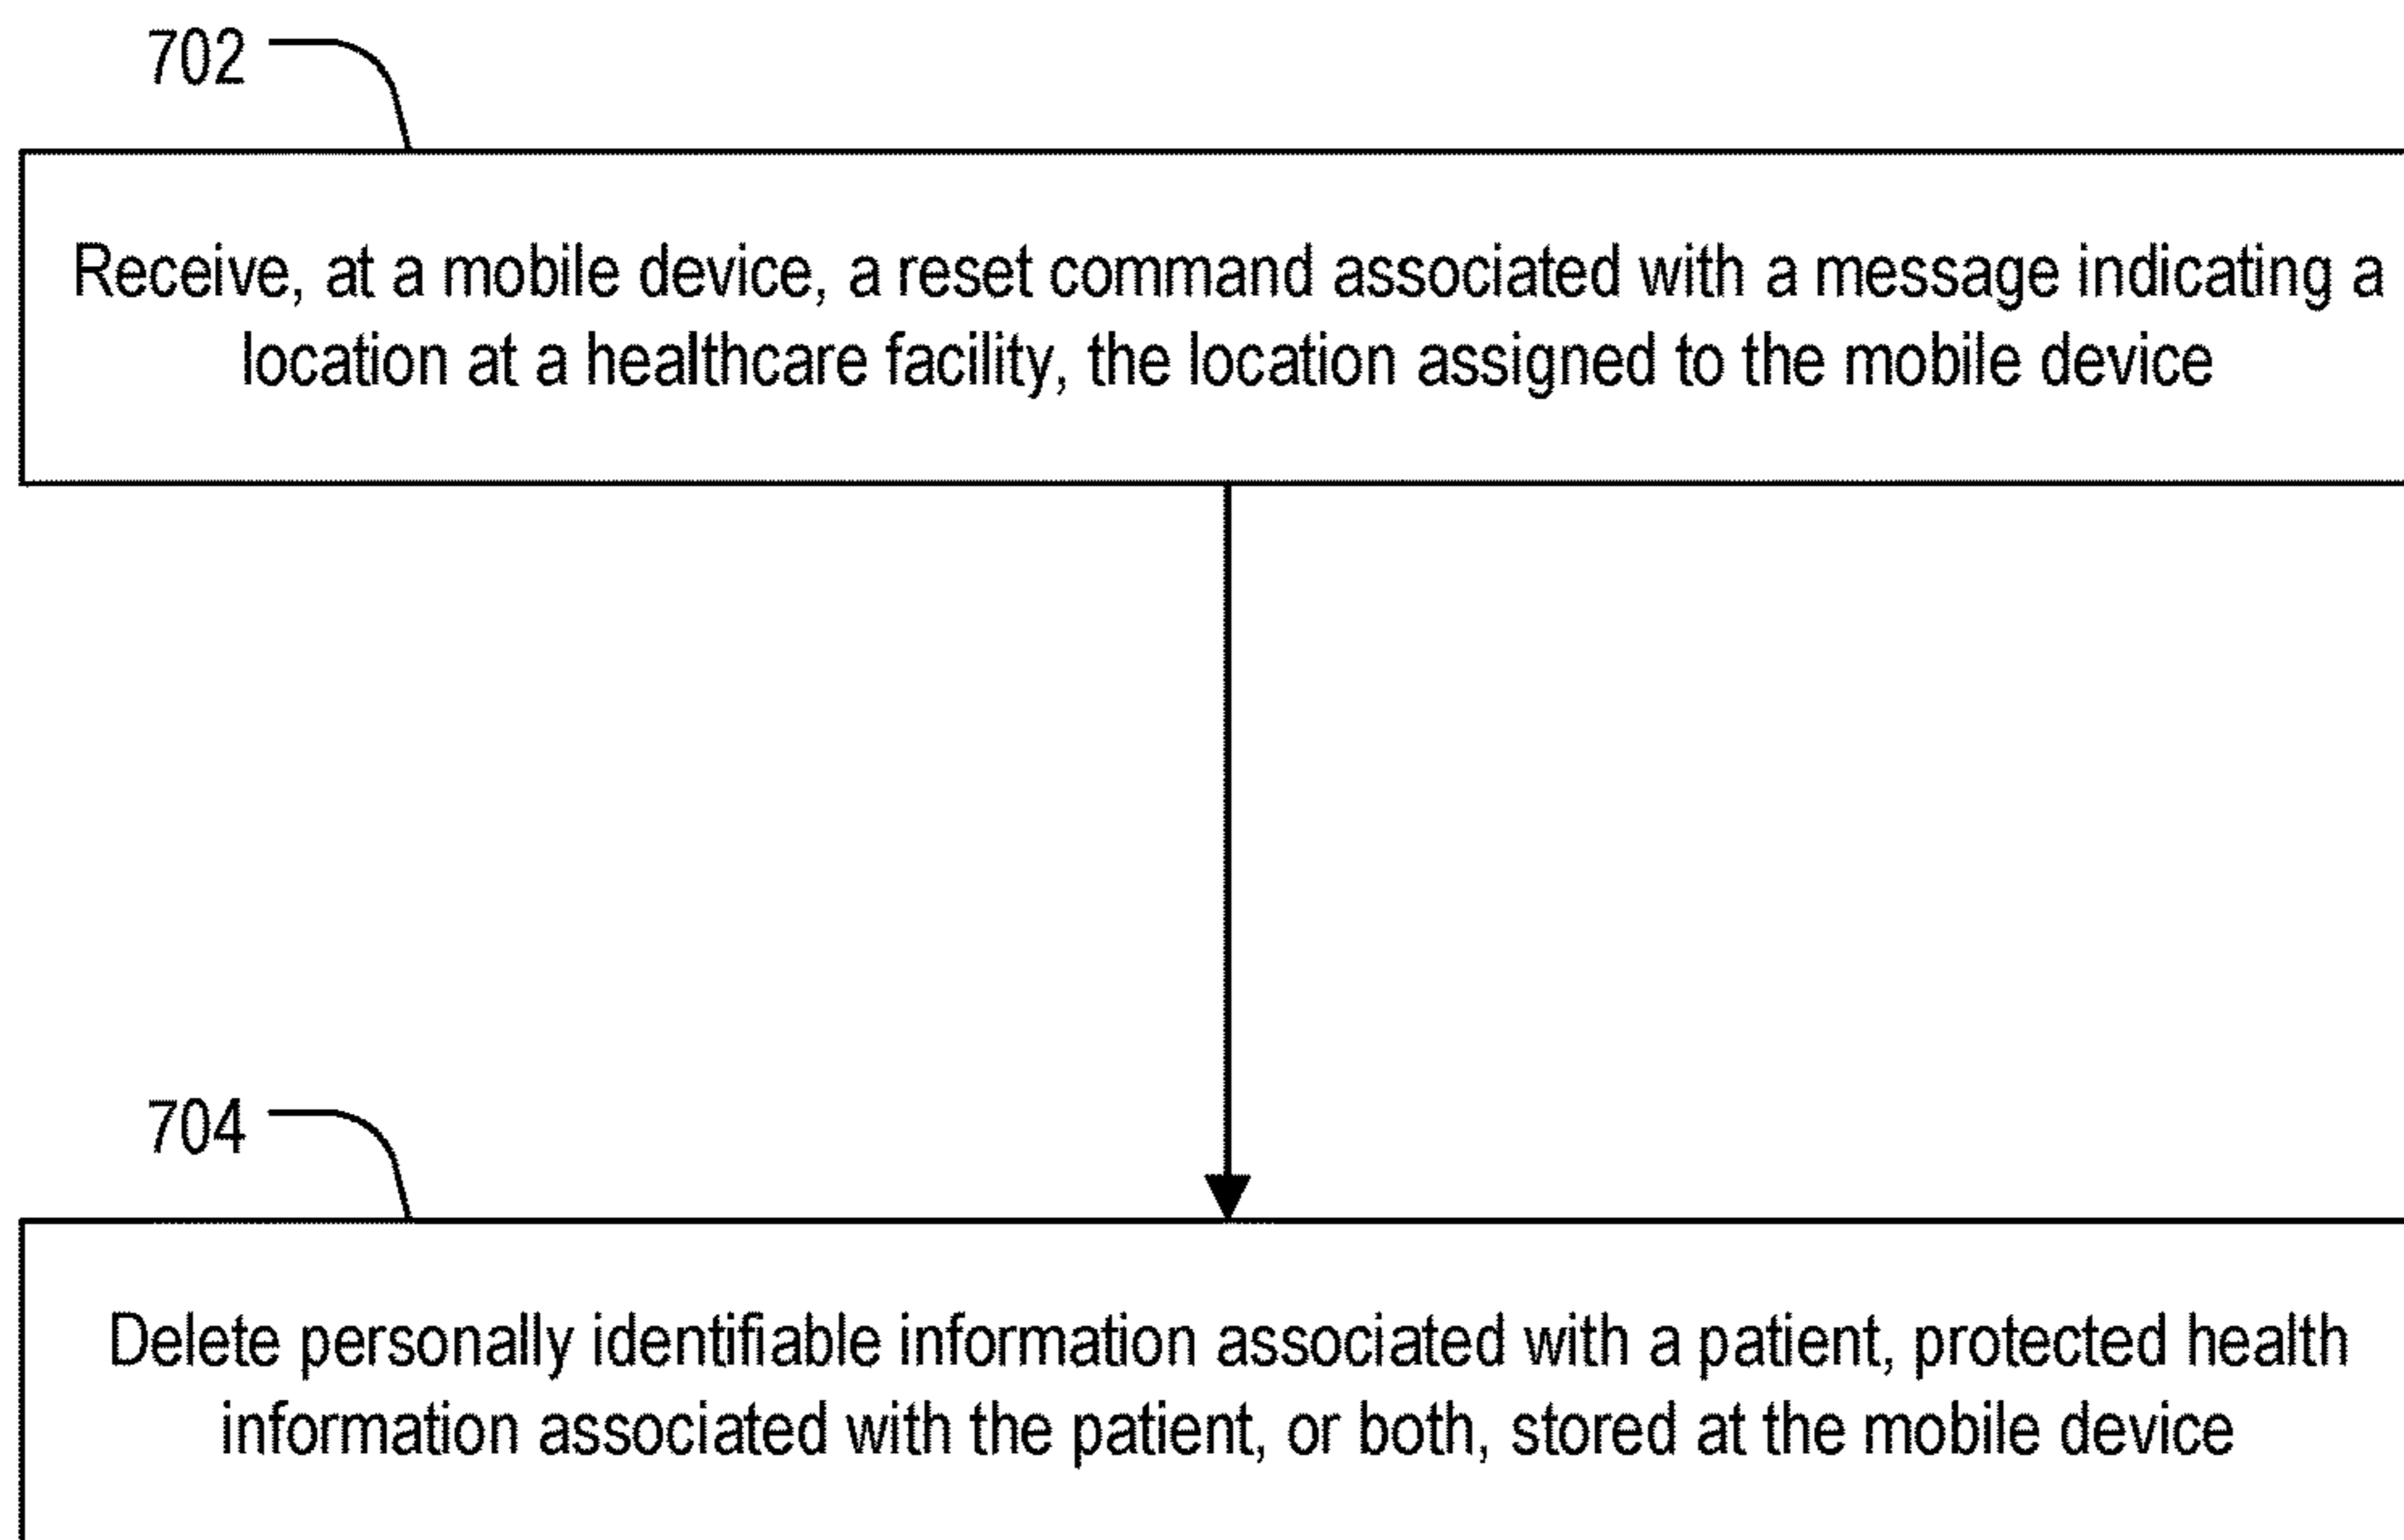 702
Receive, at a mobile device, a reset command associated with a message indicating a
location at a healthcare facility, the location assigned to the mobile device
704
Delete personally identifiable information associated with a patient, protected health
information associated with the patient, or both, stored at the mobile device